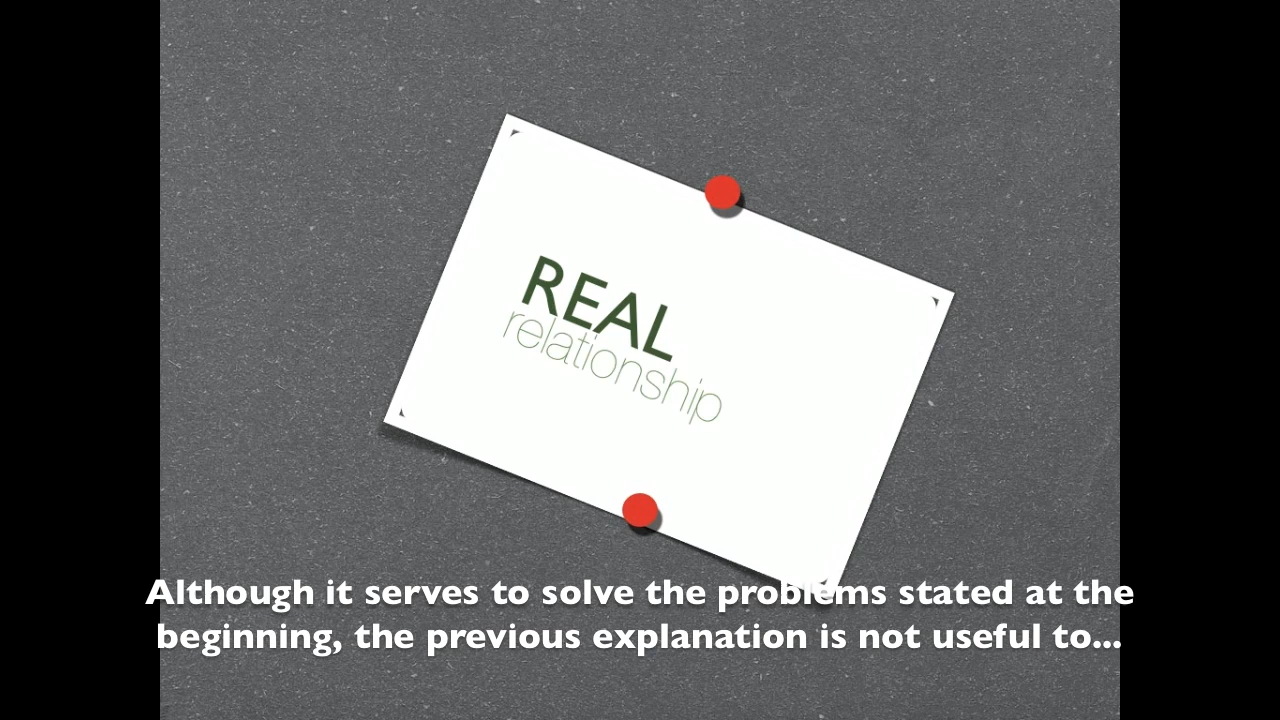 REAL
relationship
Although it serves to solve the problems stated at the
beginning, the previous explanation is not useful to...